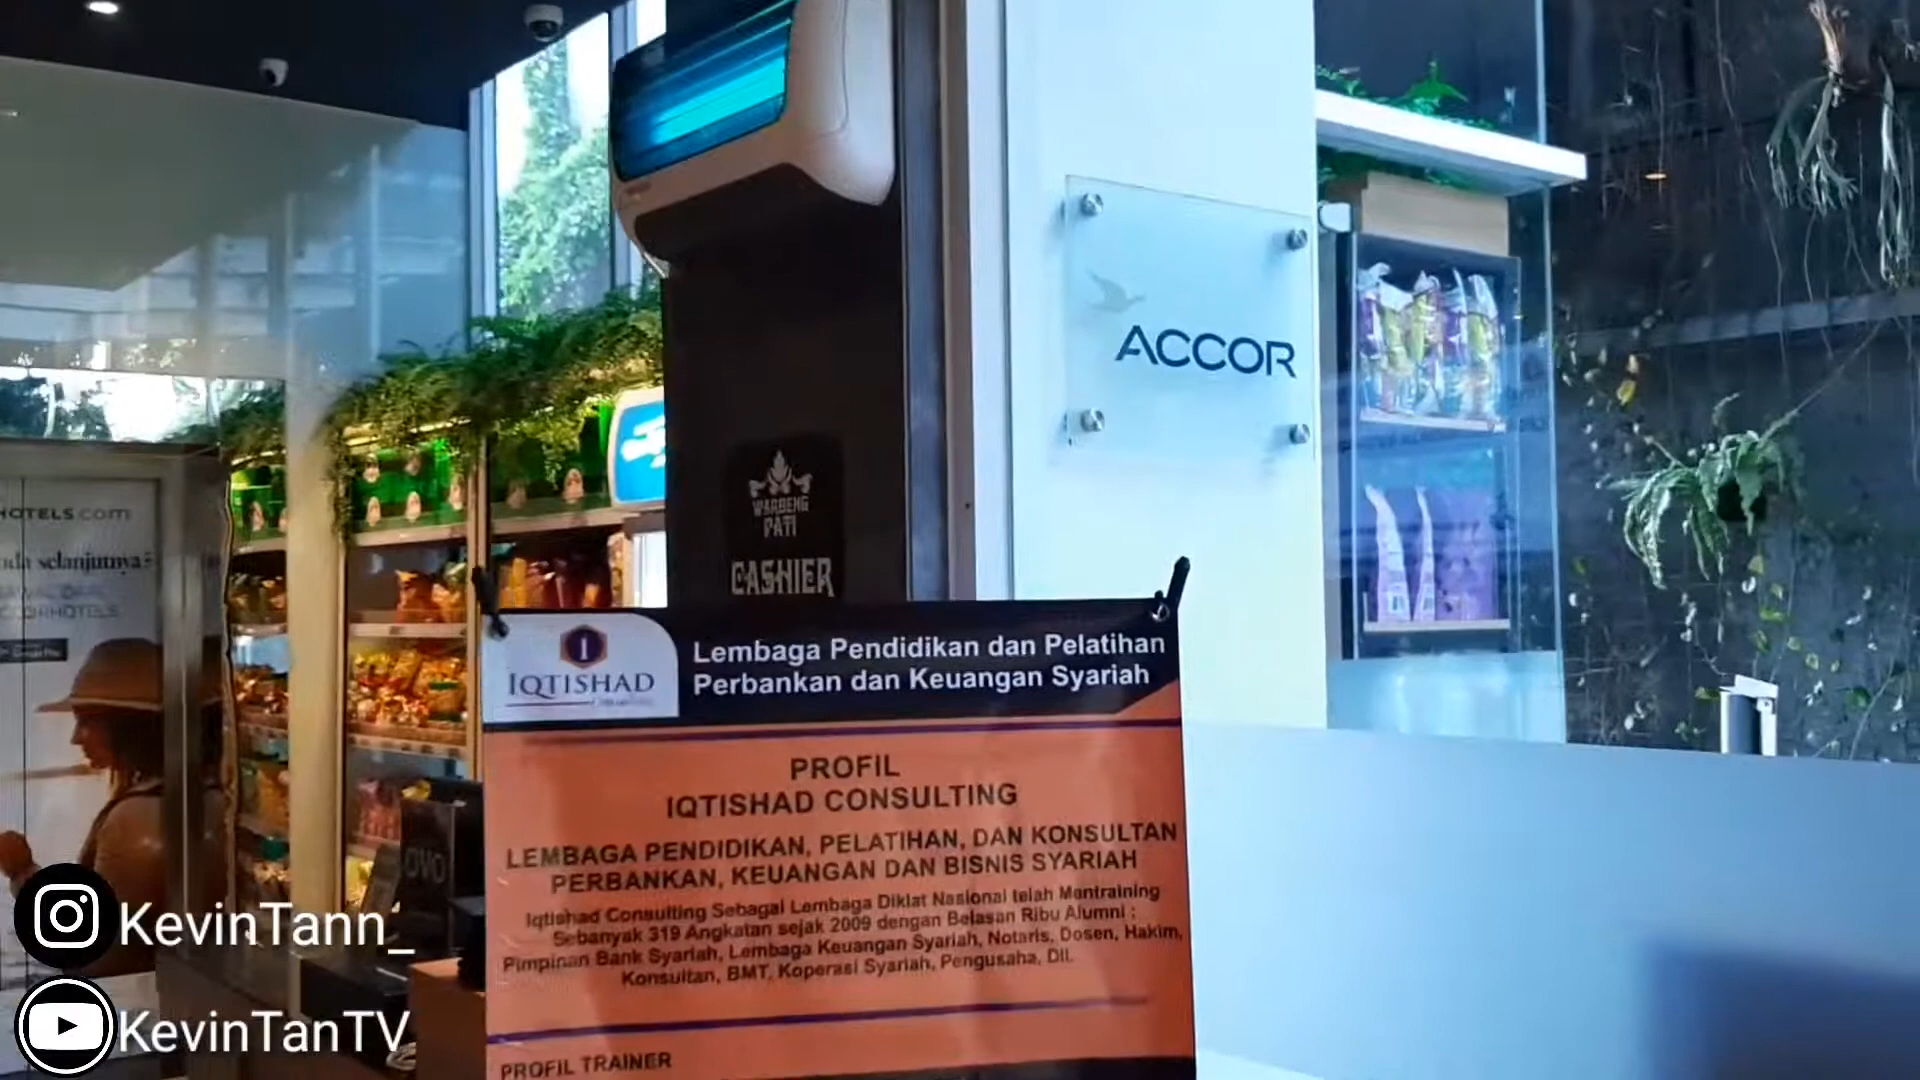 ACCOR
WAROENG
PATI
CASHIER
HOTELS.com
selanjutnya
IQTISHAD
Lembaga Pendidikan dan Pelatihan
Perbankan dan Keuangan Syariah
PROFIL
IQTISHAD CONSULTING
LEMBAGA PENDIDIKAN, PELATIHAN, DAN KONSULTAN
PERBANKAN, KEUANGAN DAN BISNIS SYARIAH
Iqtishad Consulting Sebagai Lembaga Diklat Nasional telah Mentraining
Sebanyak 319 Angkatan sejak 2009 dengan Belasan Ribu Alumni :
Pimpinan Bank Syariah, Lembaga Keuangan Syariah, Notaris, Dosen, Hakim,
Konsultan, BMT, Koperasi Syariah, Pengusaha, Dll.
PROFIL TRAINER
OVO
KevinTann_
KevinTanTV